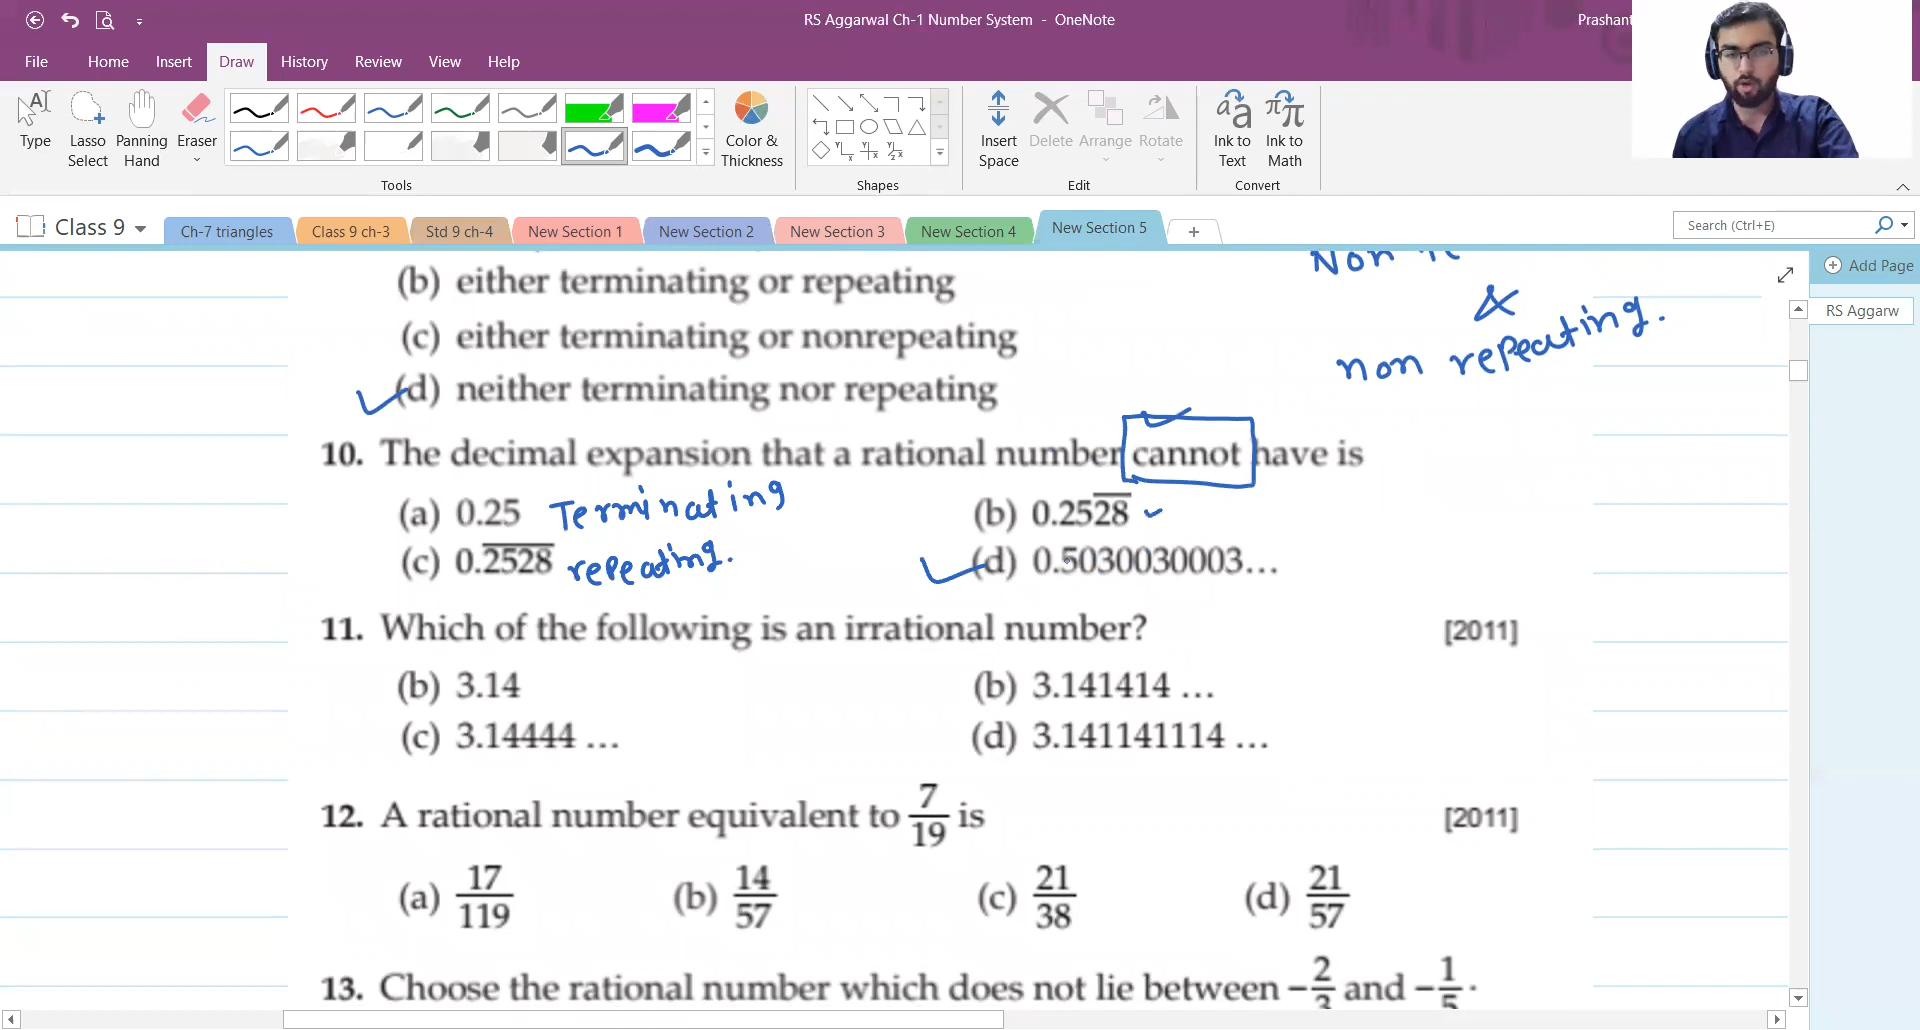 RS Aggarwal Ch-1 Number System - OneNote
Prashant
File Home Insert Draw History Review View Help
Type
Lasso Select
Panning Hand
Eraser
Color & Thickness
Insert Space
Delete
Arrange
Rotate
Ink to Text
Ink to Math
Tools
Shapes
Edit
Convert
Class 9
Ch-7 triangles
Class 9 ch-3
Std 9 ch-4
New Section 1
New Section 2
New Section 3
New Section 4
New Section 5
+
Search (Ctrl+E)
Add Page
RS Aggarw
Non
(b) either terminating or repeating
&
(c) either terminating or nonrepeating
non repeating.
(d) neither terminating nor repeating
10. The decimal expansion that a rational number cannot have is
(a) 0.25 Terminating (b) 0.25\overline{28}
(c) 0.\overline{2528} repeating. (d) 0.5030030003...
11. Which of the following is an irrational number? [2011]
(b) 3.14 (b) 3.141414 ...
(c) 3.14444 ... (d) 3.141141114 ...
12. A rational number equivalent to 7/19 is [2011]
(a) 17/119 (b) 14/57 (c) 21/38 (d) 21/57
13. Choose the rational number which does not lie between -2/3 and -1/5.